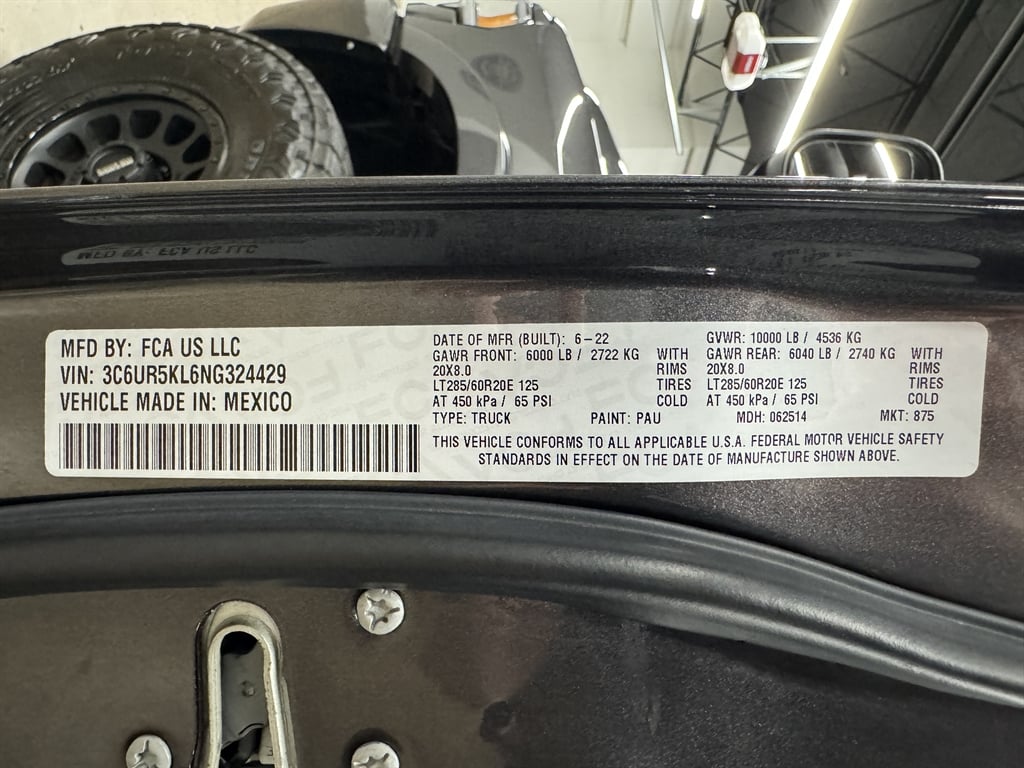 MFD BY: FCA US LLC
VIN: 3C6UR5KL6NG324429
VEHICLE MADE IN: MEXICO
DATE OF MFR (BUILT): 6-22
GAWR FRONT: 6000 LB / 2722 KG WITH
20X8.0 RIMS
LT285/60R20E 125 TIRES
AT 450 kPa / 65 PSI COLD
GVWR: 10000 LB / 4536 KG
GAWR REAR: 6040 LB / 2740 KG WITH
20X8.0 RIMS
LT285/60R20E 125 TIRES
AT 450 kPa / 65 PSI COLD
TYPE: TRUCK PAINT: PAU MDH: 062514 MKT: 875
THIS VEHICLE CONFORMS TO ALL APPLICABLE U.S.A. FEDERAL MOTOR VEHICLE SAFETY
STANDARDS IN EFFECT ON THE DATE OF MANUFACTURE SHOWN ABOVE.